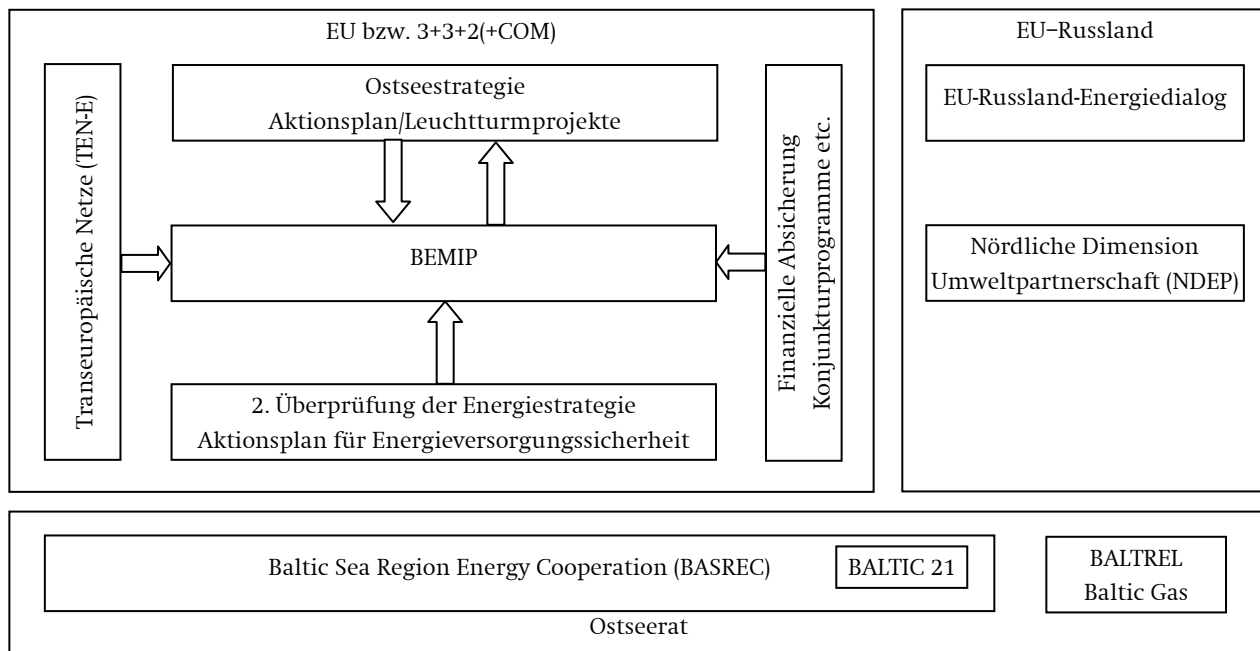 EU bzw. 3+3+2(+COM)
Transeuropäische Netze (TEN-E)
Ostseestrategie
Aktionsplan/Leuchtturmprojekte
BEMIP
2. Überprüfung der Energiestrategie
Aktionsplan für Energieversorgungssicherheit
Finanzielle Absicherung
Konjunkturprogramme etc.
EU–Russland
EU-Russland-Energiedialog
Nördliche Dimension
Umweltpartnerschaft (NDEP)
Baltic Sea Region Energy Cooperation (BASREC)
BALTIC 21
BALTREL
Baltic Gas
Ostseerat